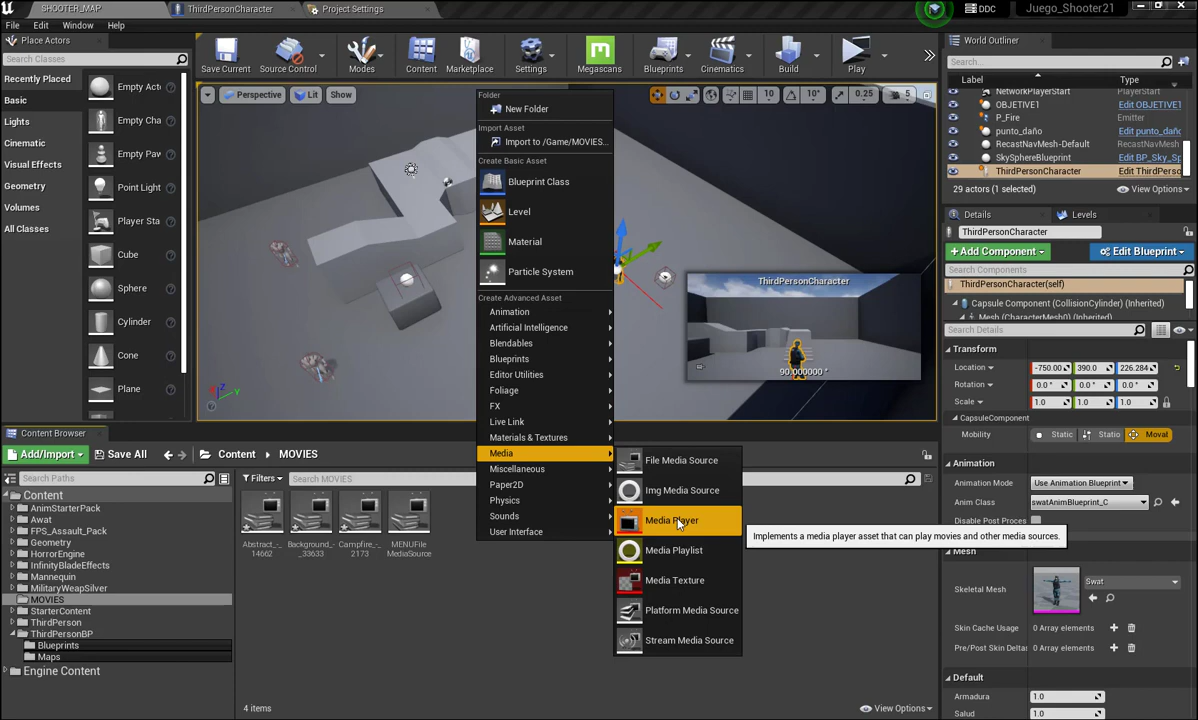 SHOOTER_MAP
ThirdPersonCharacter
Project Settings
DDC
Juego_Shooter21
File Edit Window Help
Place Actors
Search Classes
Recently Played
Basic
Lights
Cinematic
Visual Effects
Geometry
Volumes
All Classes
Empty Act
Empty Cha
Empty Paw
Point Light
Player Sta
Cube
Sphere
Cylinder
Cone
Plane
Save Current
Source Control
Modes
Content
Marketplace
Settings
Megascans
Blueprints
Cinematics
Build
Play
Perspective
Lit
Show
10
10°
0.25
5
ThirdPersonCharacter
90.000000 °
Folder
New Folder
Import Asset
Import to /Game/MOVIES...
Create Basic Asset
Blueprint Class
Level
Material
Particle System
Create Advanced Asset
Animation
Artificial Intelligence
Blendables
Blueprints
Editor Utilities
Foliage
FX
Live Link
Materials & Textures
Media
Miscellaneous
Paper2D
Physics
Sounds
User Interface
File Media Source
Img Media Source
Media Player
Media Playlist
Media Texture
Platform Media Source
Stream Media Source
Implements a media player asset that can play movies and other media sources.
World Outliner
Search...
Label Type
NetworkPlayerStart PlayerStart
OBJETIVE1 Edit OBJETIVE1
P_Fire Emitter
punto_daño Edit punto_daño
RecastNavMesh-Default RecastNavMesh
SkySphereBlueprint Edit BP_Sky_Sp
ThirdPersonCharacter Edit ThirdPerso
29 actors (1 selected)
View Options
Details
Levels
ThirdPersonCharacter
+Add Component
Edit Blueprint
Search Components
ThirdPersonCharacter(self)
Capsule Component (CollisionCylinder) (Inherited)
Mesh (CharacterMesh0) (Inherited)
Search Details
Transform
Location -750.00 390.0 226.284
Rotation 0.0 ° 0.0 ° 0.0 °
Scale 1.0 1.0 1.0
CapsuleComponent
Mobility Static Statio Movat
Animation
Animation Mode Use Animation Blueprint
Anim Class swatAnimBlueprint_C
Disable Post Proces
Mesh
Skeletal Mesh Swat
Skin Cache Usage 0 Array elements
Pre/Post Skin Deltas 0 Array elements
Default
Armadura 1.0
Salud 1.0
Content Browser
Add/Import
Save All
Content
MOVIES
Search Paths
Filters
Search MOVIES
Content
AnimStarterPack
Awat
FPS_Assault_Pack
Geometry
HorrorEngine
InfinityBladeEffects
Mannequin
MilitaryWeapSilver
MOVIES
StarterContent
ThirdPerson
ThirdPersonBP
Blueprints
Maps
Engine Content
Abstract_-_
14662
Background_-
_33633
Campfire_-
_2173
MENUFile
MediaSource
4 items
View Options